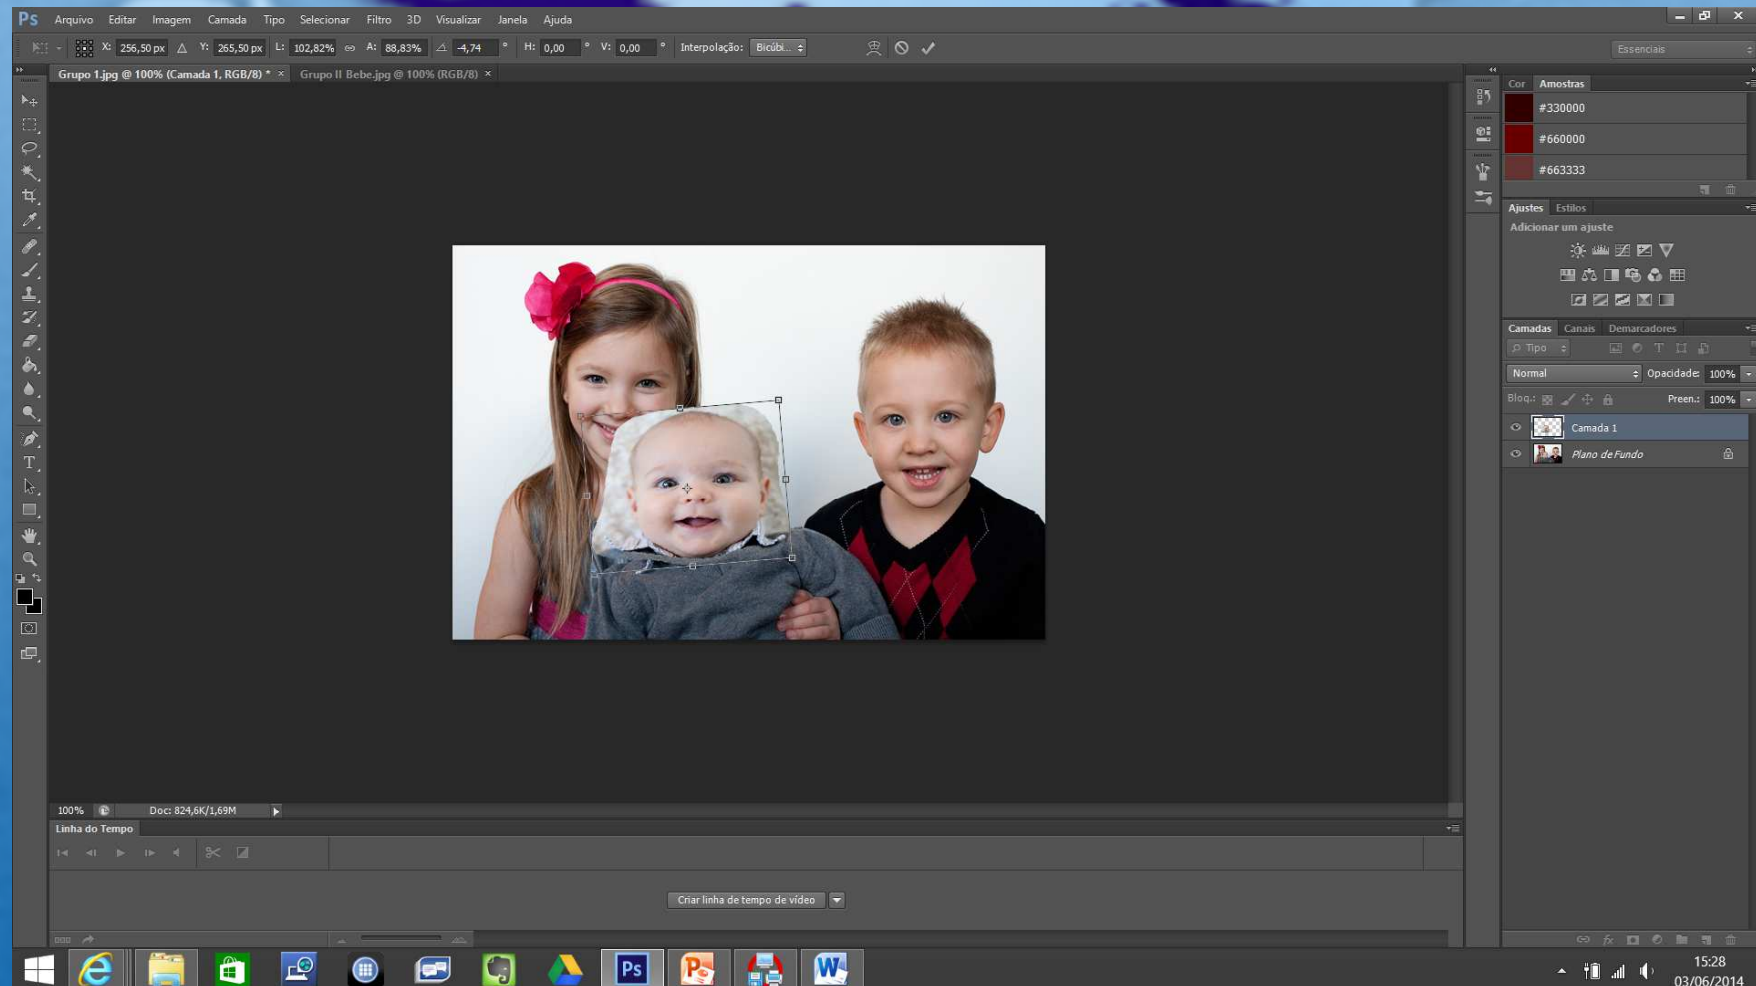 Ps Arquivo Editar Imagem Camada Tipo Selecionar Filtro 3D Visualizar Janela Ajuda
X: 256,50 px Y: 265,50 px L: 102,82% A: 88,83% -4,74 ° H: 0,00 ° V: 0,00 ° Interpolação: Bicúbi... Essenciais
Grupo 1.jpg @ 100% (Camada 1, RGB/8) * × Grupo II Bebe.jpg @ 100% (RGB/8) ×
Cor Amostras
#330000
#660000
#663333
Ajustes Estilos
Adicionar um ajuste
Camadas Canais Demarcadores
Tipo
Normal Opacidade: 100%
Bloq.: Preen.: 100%
Camada 1
Plano de Fundo
100% Doc: 824,6K/1,69M
Linha do Tempo
Criar linha de tempo de vídeo
Ps P W
15:28
03/06/2014